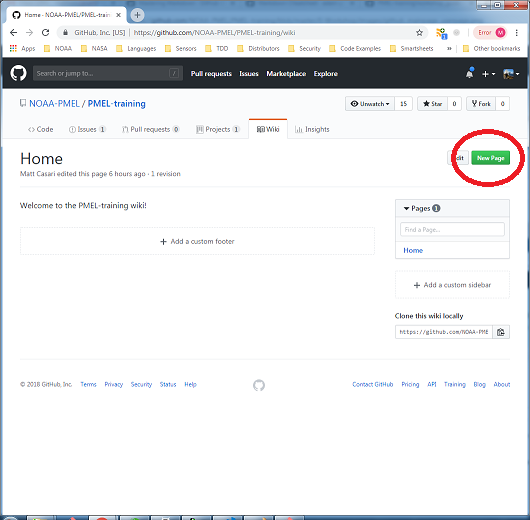 Home · NOAA-PMEL/PMEL-train
GitHub, Inc. [US] | https://github.com/NOAA-PMEL/PMEL-training/wiki
Error M
Apps NOAA NASA Languages Sensors TDD Distributors Security Code Examples Smartsheets » Other bookmarks
Search or jump to... / Pull requests Issues Marketplace Explore
NOAA-PMEL / PMEL-training
Unwatch 15 Star 0 Fork 0
Code Issues 1 Pull requests 0 Projects 1 Wiki Insights
Home
dit New Page
Matt Casari edited this page 6 hours ago · 1 revision
Welcome to the PMEL-training wiki!
+ Add a custom footer
Pages 1
Find a Page...
Home
+ Add a custom sidebar
Clone this wiki locally
https://github.com/NOAA-PME
© 2018 GitHub, Inc. Terms Privacy Security Status Help Contact GitHub Pricing API Training Blog About